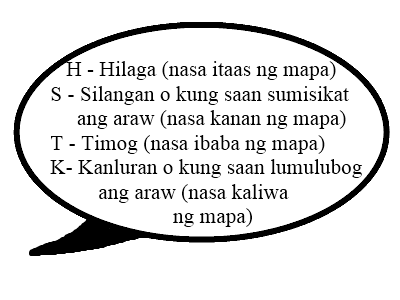 H - Hilaga (nasa itaas ng mapa)
S - Silangan o kung saan sumisikat
ang araw (nasa kanan ng mapa)
T - Timog (nasa ibaba ng mapa)
K- Kanluran o kung saan lumulubog
ang araw (nasa kaliwa
ng mapa)